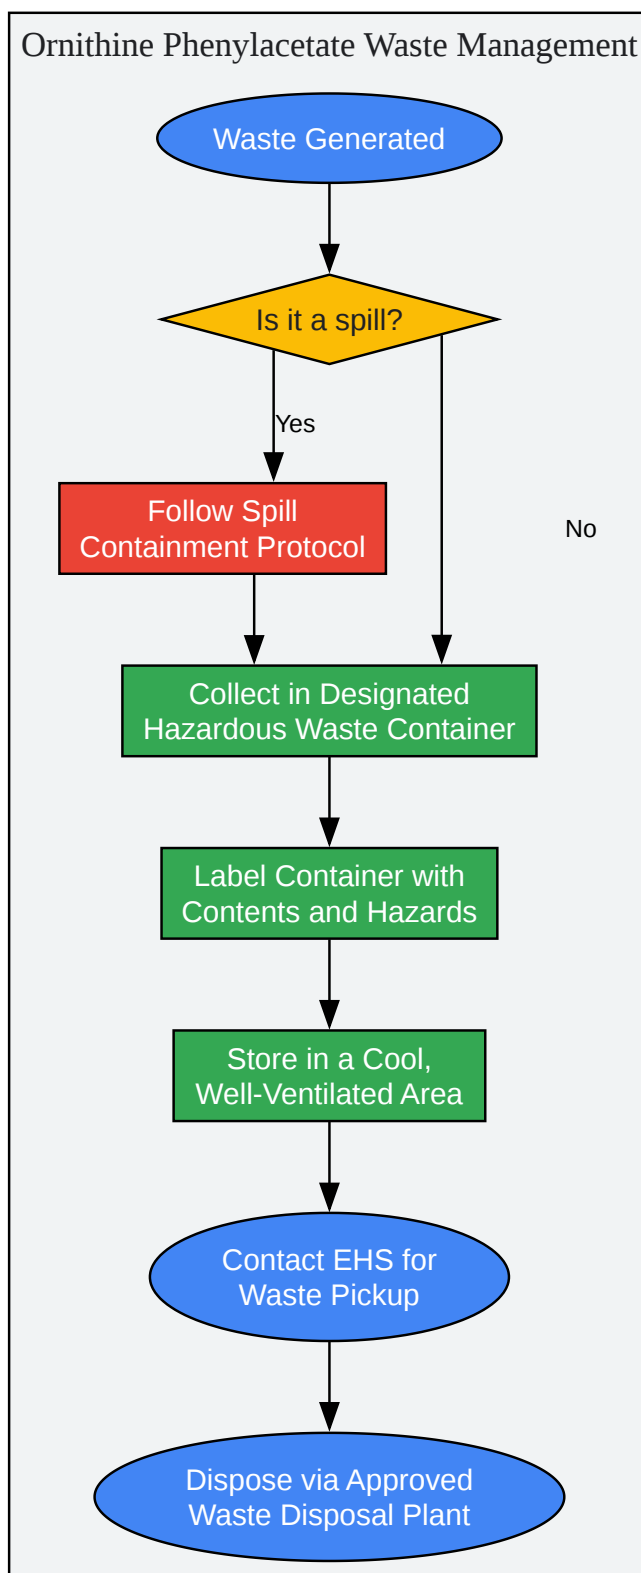 Ornithine Phenylacetate Waste Management
Waste Generated
Is it a spill?
Yes
Follow Spill
Containment Protocol
No
Collect in Designated
Hazardous Waste Container
Label Container with
Contents and Hazards
Store in a Cool,
Well-Ventilated Area
Contact EHS for
Waste Pickup
Dispose via Approved
Waste Disposal Plant